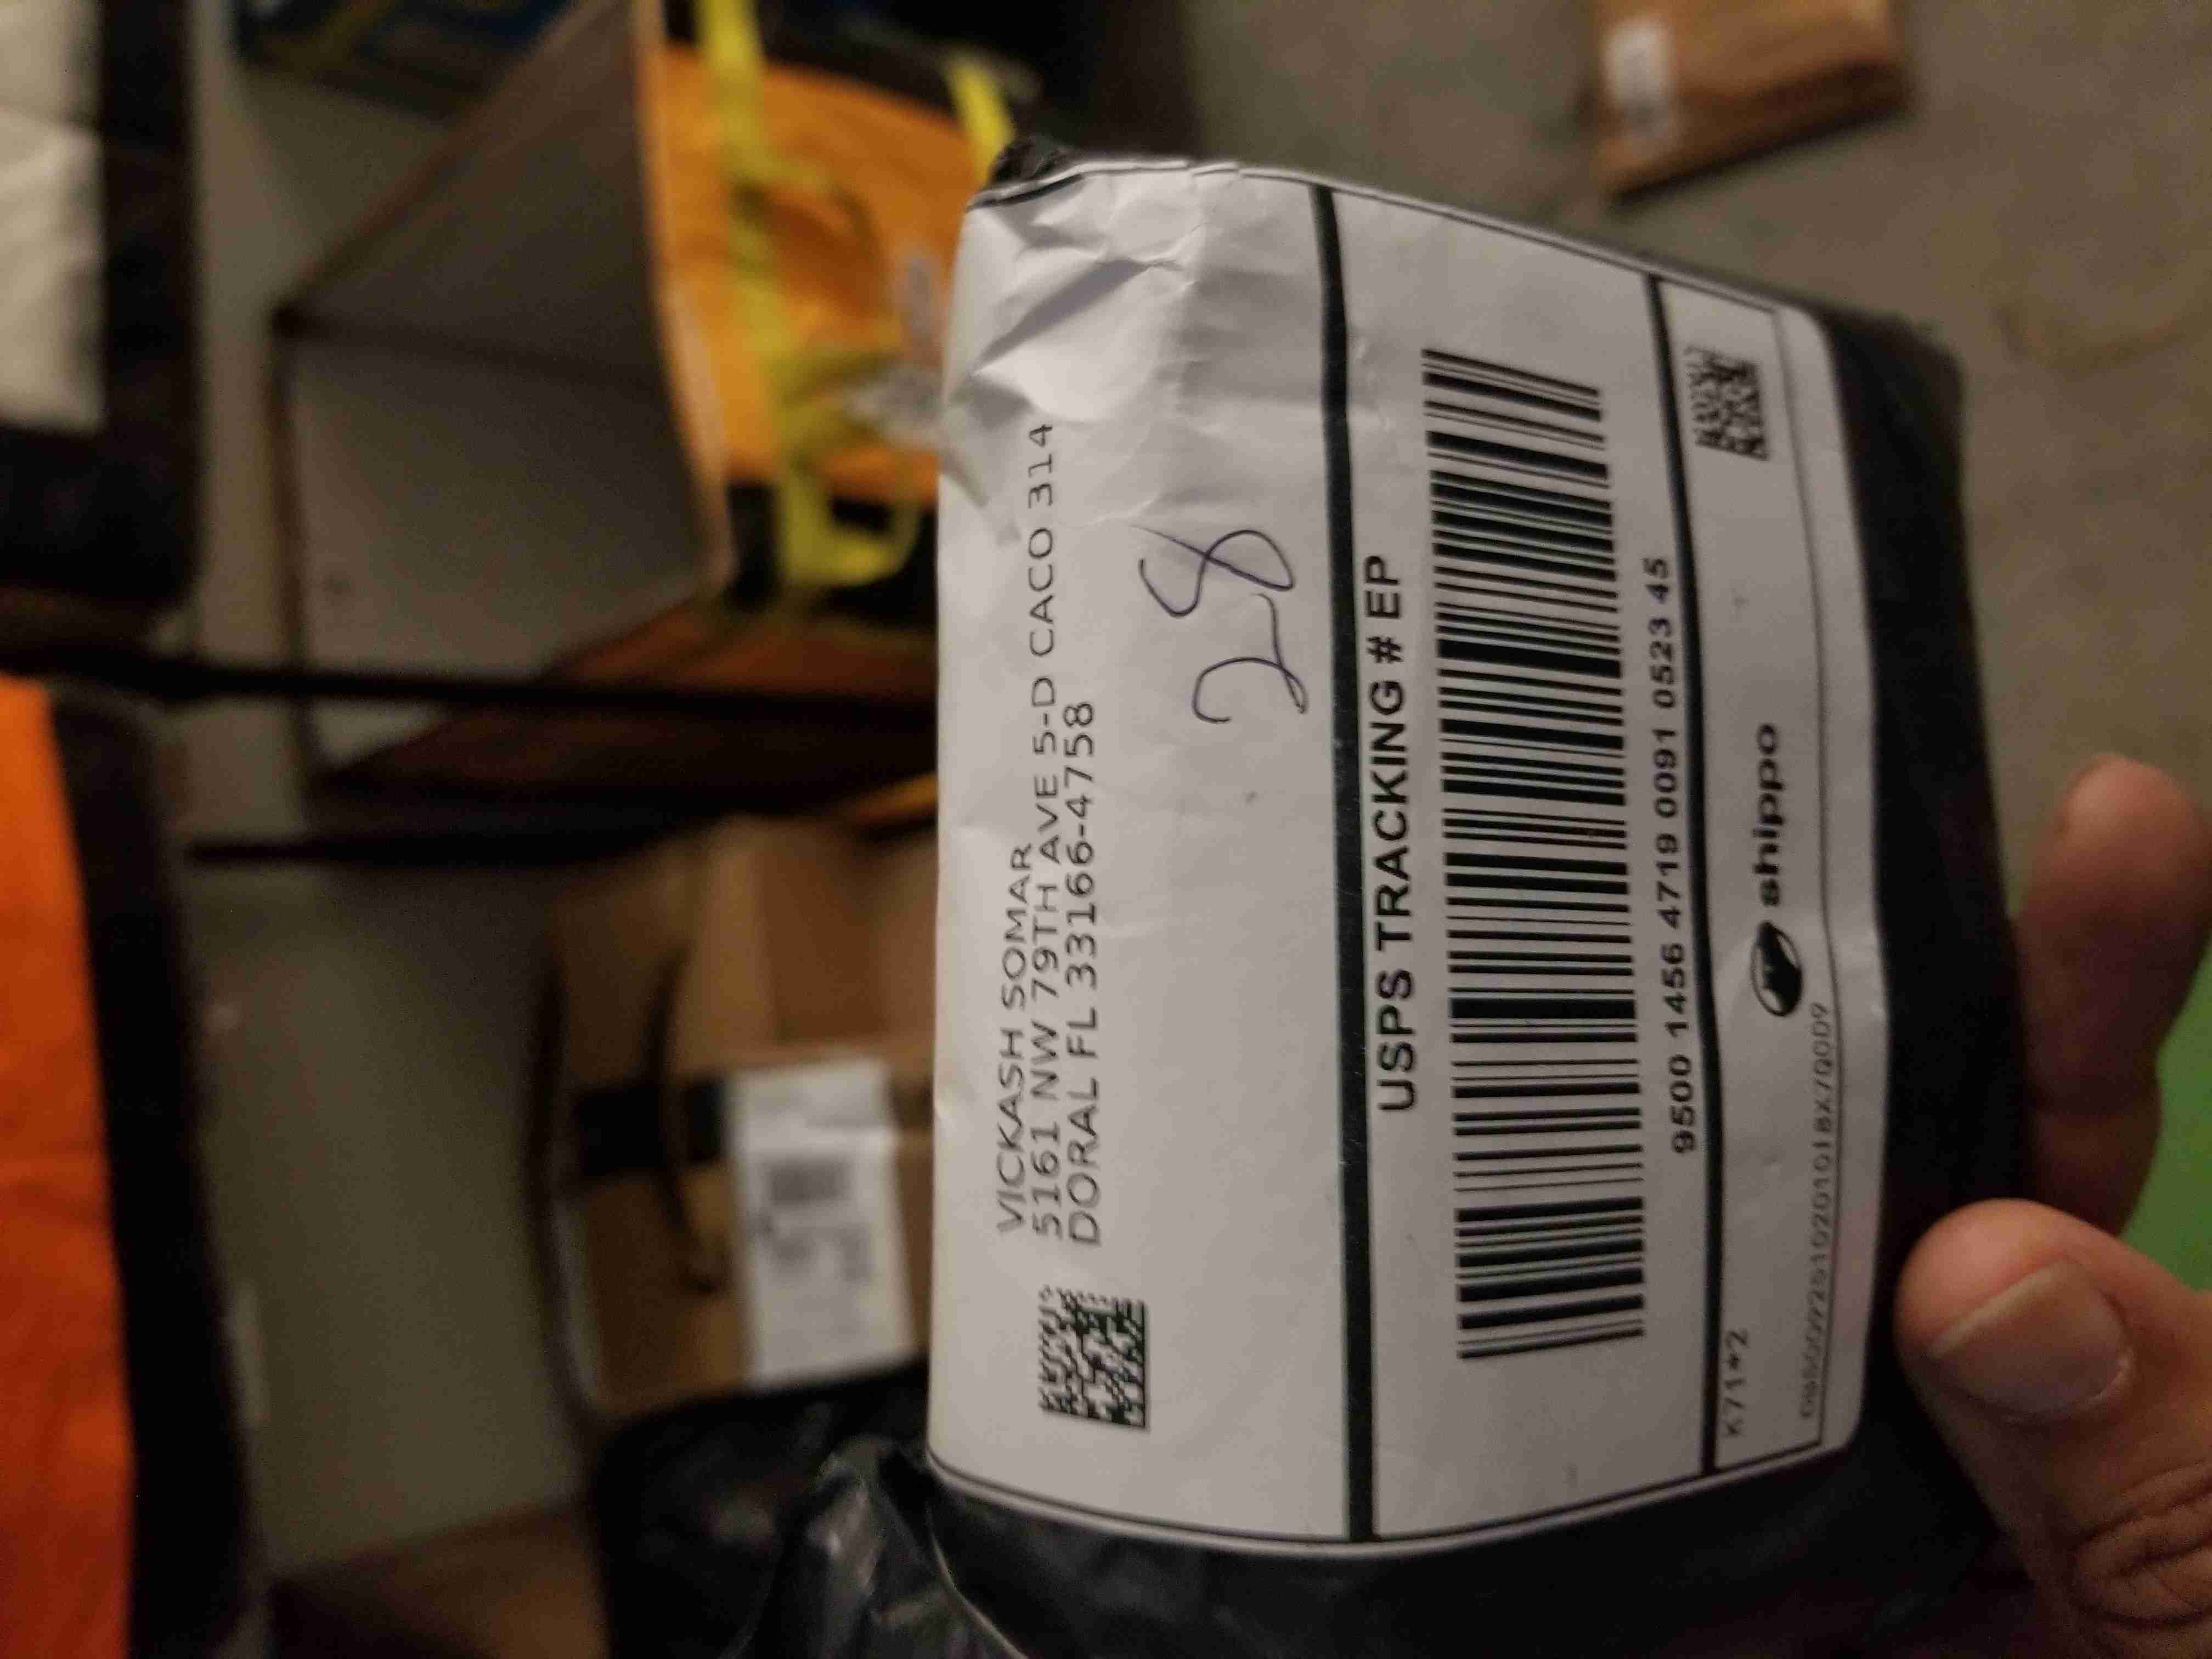 VICKASH SOMAR
5161 NW 79TH AVE 5-D CACO 314
DORAL FL 33166-4758
28
USPS TRACKING # EP
9500 1456 4719 0091 0523 45
shippo
K71*2